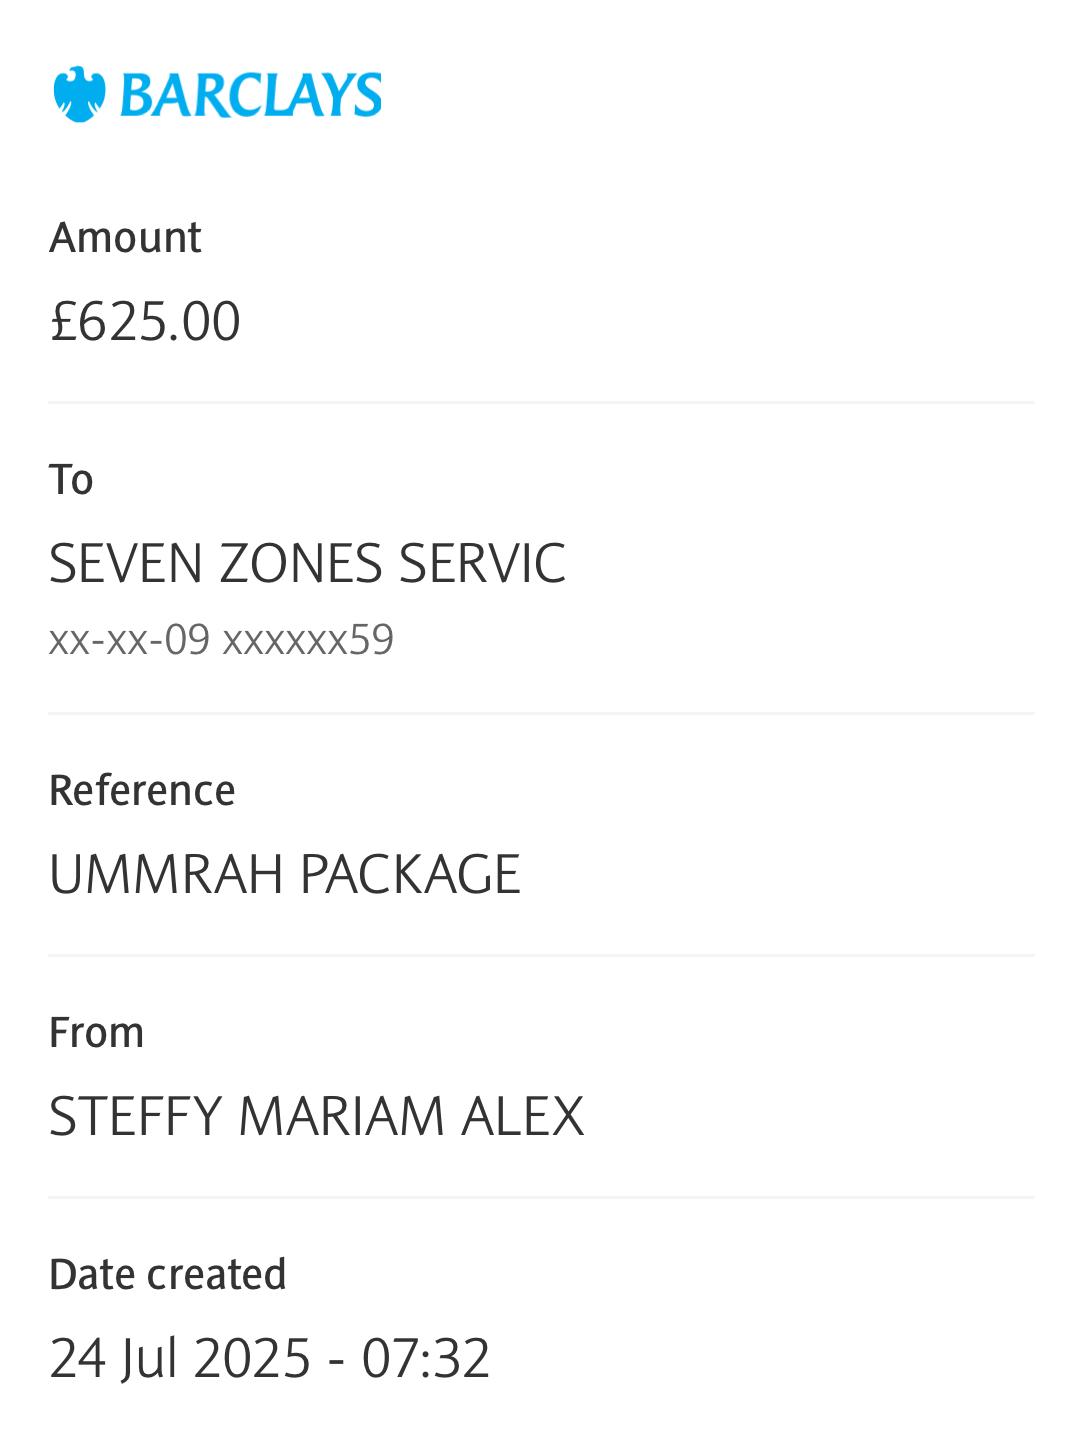 BARCLAYS
Amount
£625.00
To
SEVEN ZONES SERVIC
xx-xx-09 xxxxxx59
Reference
UMMRAH PACKAGE
From
STEFFY MARIAM ALEX
Date created
24 Jul 2025 - 07:32